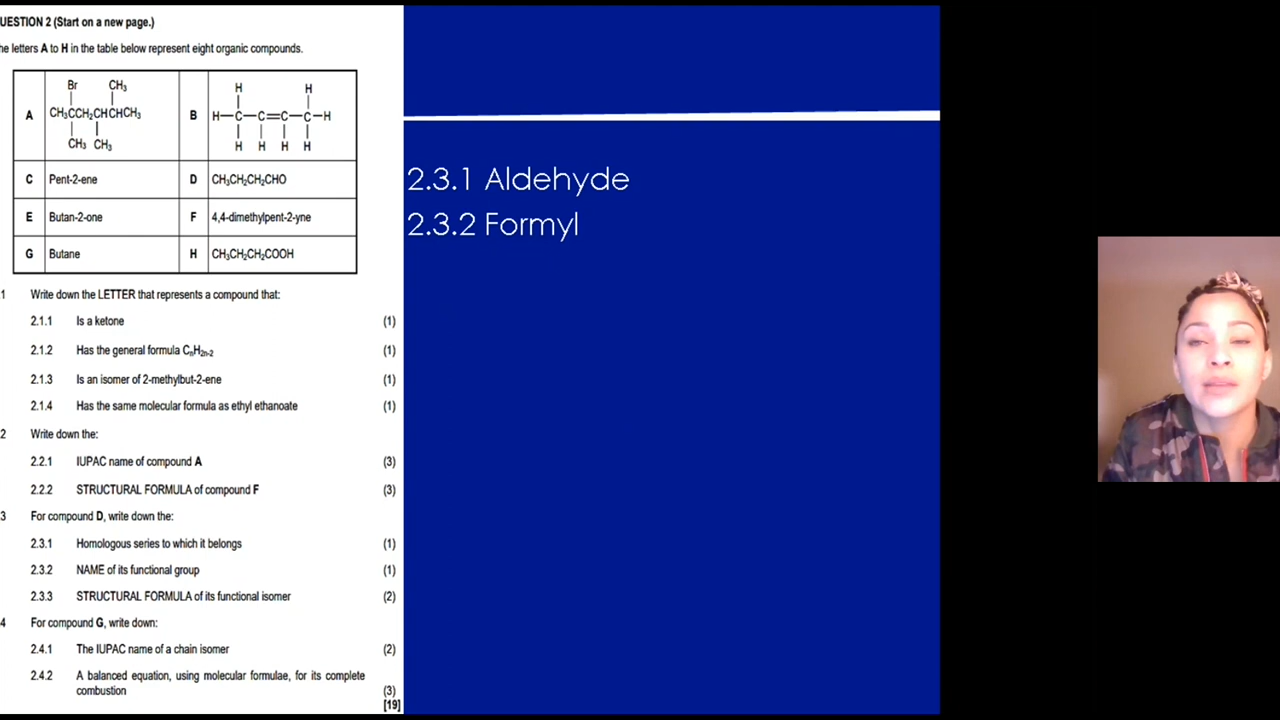 UESTION 2 (Start on a new page.)
he letters A to H in the table below represent eight organic compounds.
Br CH₃
A CH₃CCH₂CHCHCH₃
CH₃ CH₃
B
H H
H—C—C=C—C—H
H H H H
C Pent-2-ene D CH₃CH₂CH₂CHO
E Butan-2-one F 4,4-dimethylpent-2-yne
G Butane H CH₃CH₂CH₂COOH
1 Write down the LETTER that represents a compound that:
2.1.1 Is a ketone (1)
2.1.2 Has the general formula CₙH₂ₙ₋₂ (1)
2.1.3 Is an isomer of 2-methylbut-2-ene (1)
2.1.4 Has the same molecular formula as ethyl ethanoate (1)
2 Write down the:
2.2.1 IUPAC name of compound A (3)
2.2.2 STRUCTURAL FORMULA of compound F (3)
3 For compound D, write down the:
2.3.1 Homologous series to which it belongs (1)
2.3.2 NAME of its functional group (1)
2.3.3 STRUCTURAL FORMULA of its functional isomer (2)
4 For compound G, write down:
2.4.1 The IUPAC name of a chain isomer (2)
2.4.2 A balanced equation, using molecular formulae, for its complete
combustion (3)
[19]
2.3.1 Aldehyde
2.3.2 Formyl